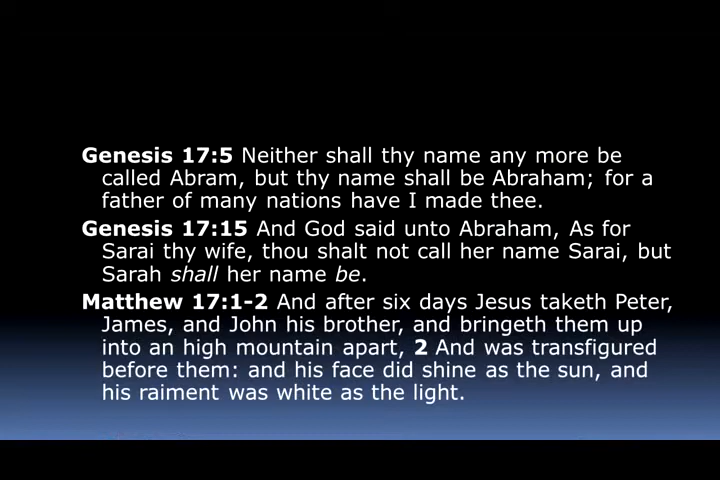 Genesis 17:5 Neither shall thy name any more be
called Abram, but thy name shall be Abraham; for a
father of many nations have I made thee.
Genesis 17:15 And God said unto Abraham, As for
Sarai thy wife, thou shalt not call her name Sarai, but
Sarah shall her name be.
Matthew 17:1-2 And after six days Jesus taketh Peter,
James, and John his brother, and bringeth them up
into an high mountain apart, 2 And was transfigured
before them: and his face did shine as the sun, and
his raiment was white as the light.